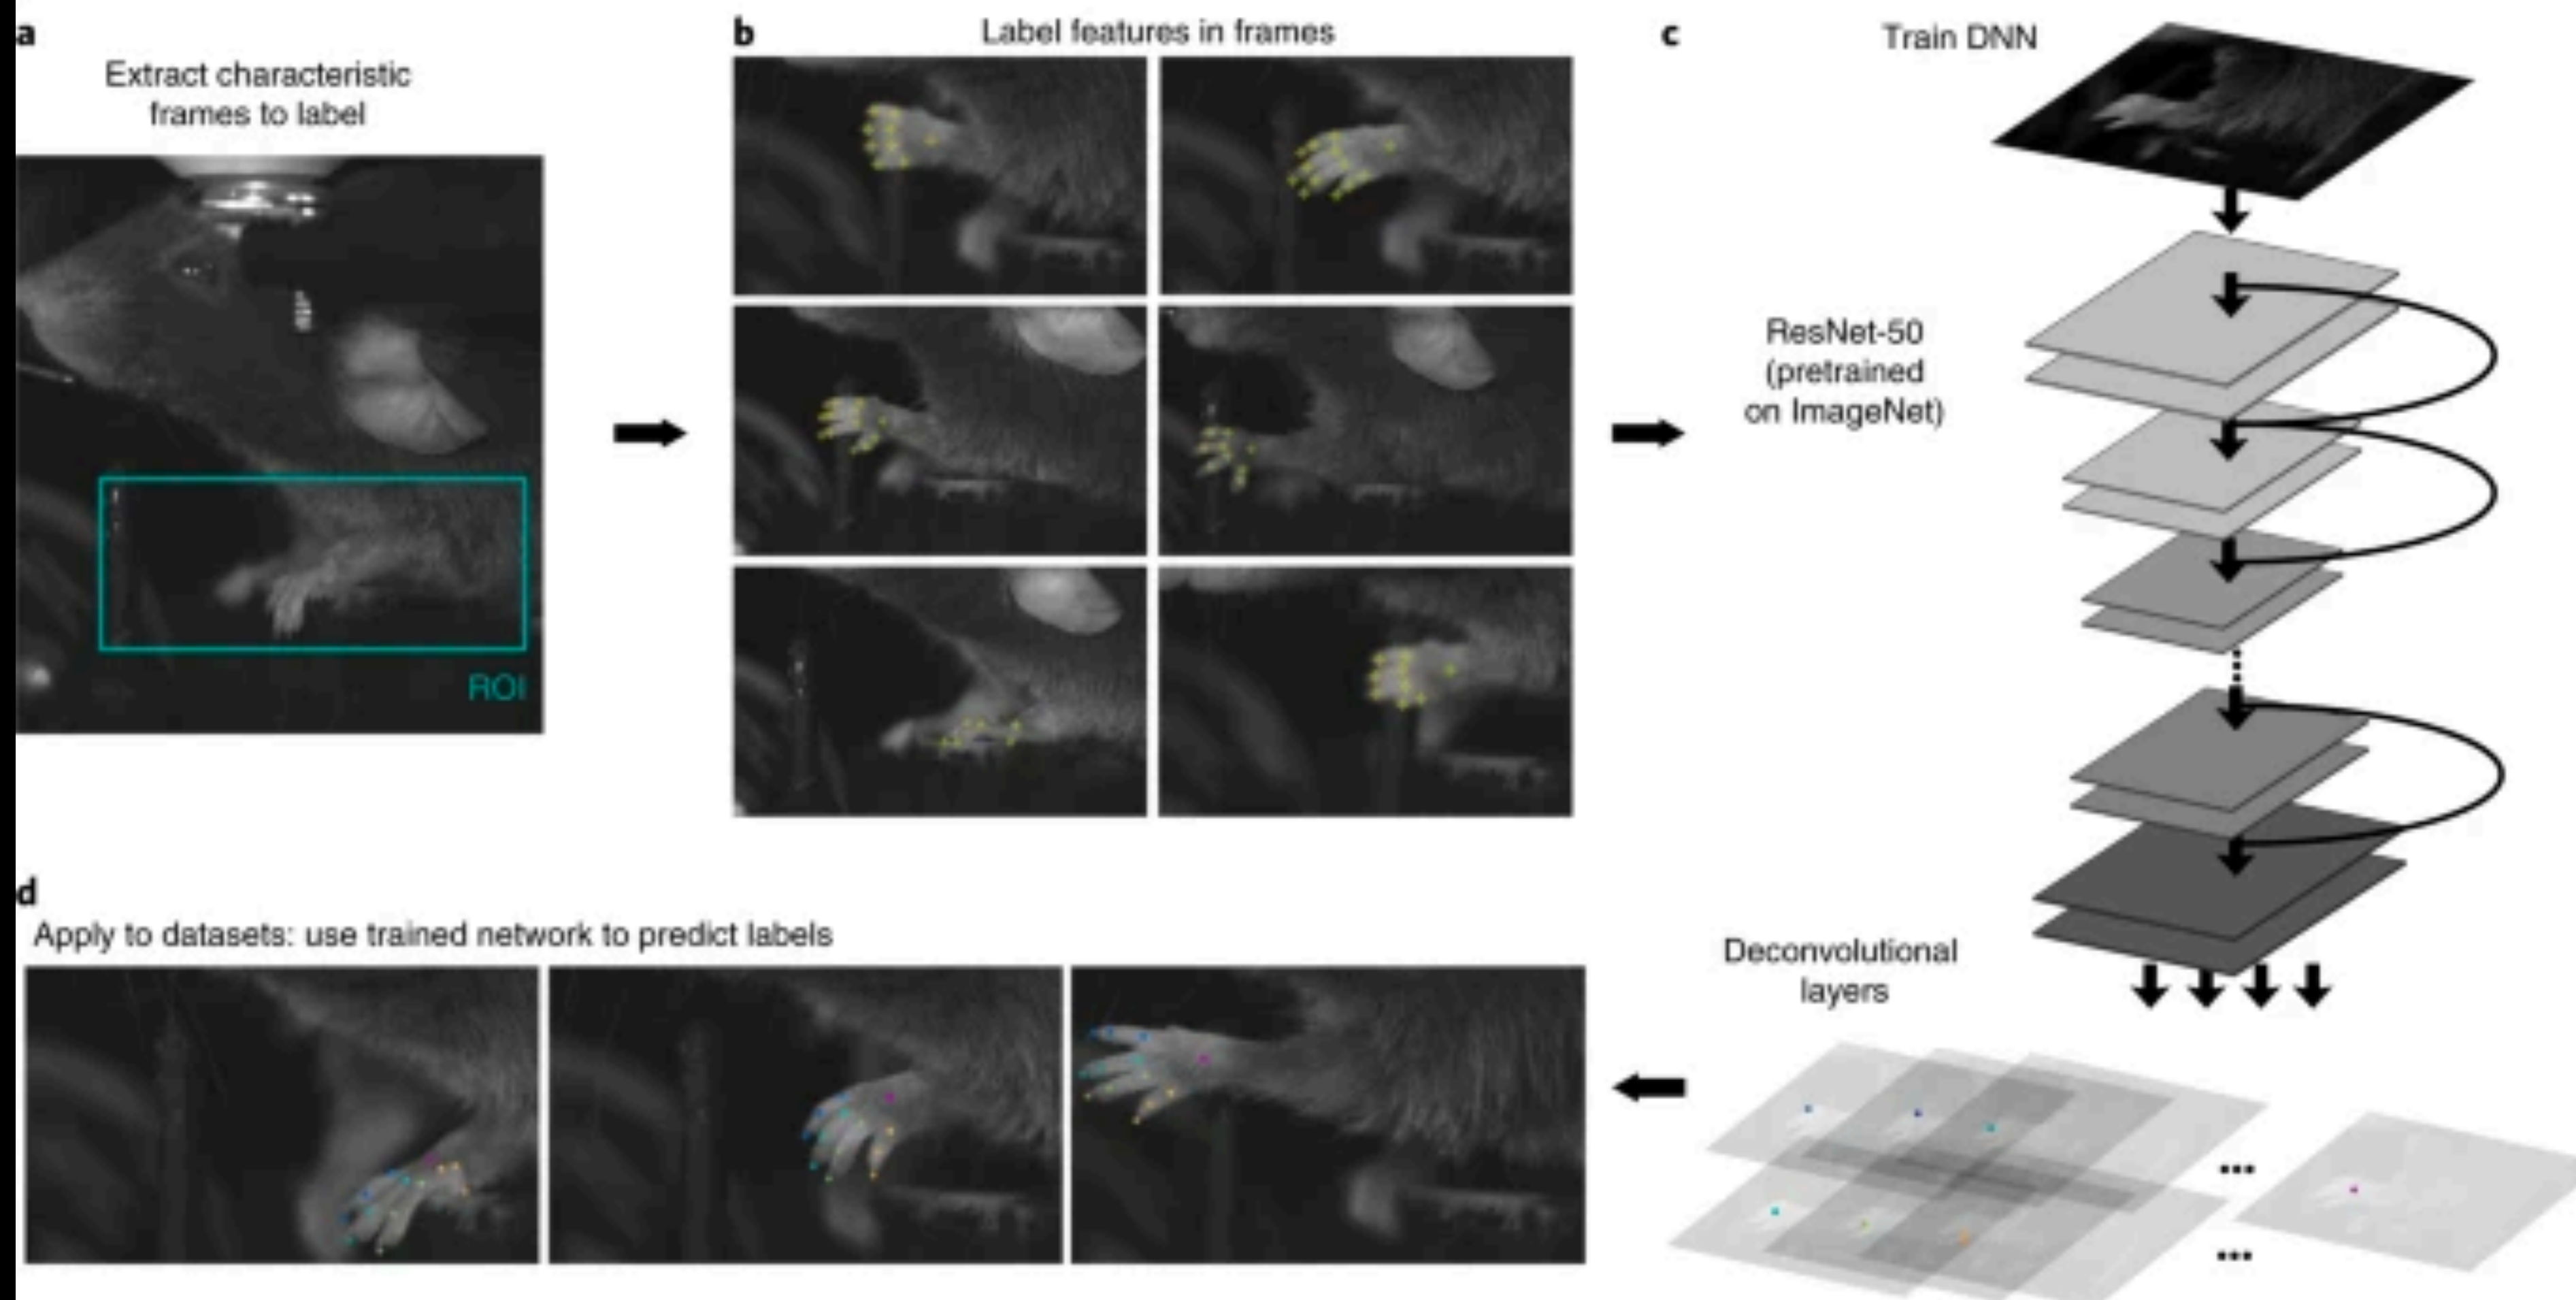 a
Extract characteristic
frames to label
ROI
b
Label features in frames
c
Train DNN
ResNet-50
(pretrained
on ImageNet)
Deconvolutional
layers
...
...
d
Apply to datasets: use trained network to predict labels